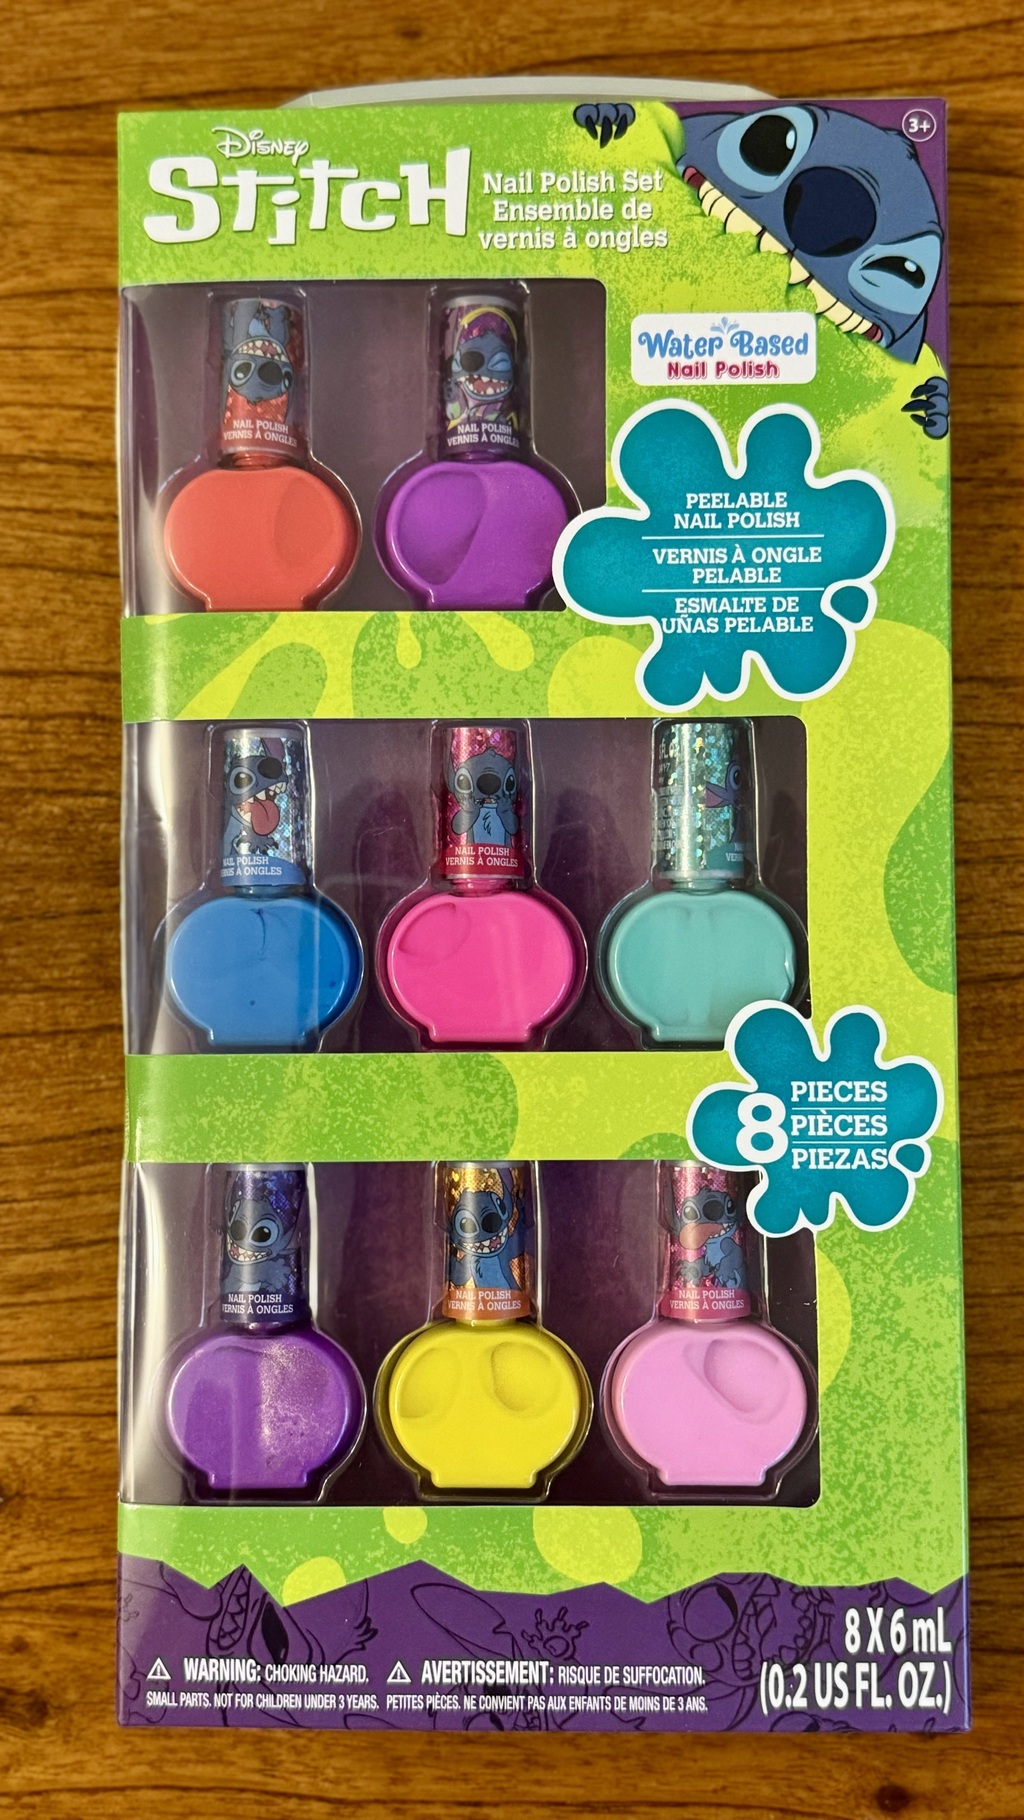 3+
Disney
Stitch
Nail Polish Set
Ensemble de
vernis à ongles
Water Based
Nail Polish
NAIL POLISH
VERNIS À ONGLES
NAIL POLISH
VERNIS À ONGLES
PEELABLE
NAIL POLISH
VERNIS À ONGLE
PELABLE
ESMALTE DE
UÑAS PELABLE
NAIL POLISH
À ONGLES
NAIL POLISH
VERNIS À ONGLES
8
PIECES
PIÈCES
PIEZAS
NAIL POLISH
VERNIS À ONGLES
NAIL POLISH
VERNIS À ONGLES
NAIL POLISH
VERNIS À ONGLES
8 X 6 mL
(0.2 US FL. OZ.)
WARNING: CHOKING HAZARD.
SMALL PARTS. NOT FOR CHILDREN UNDER 3 YEARS.
AVERTISSEMENT: RISQUE DE SUFFOCATION.
PETITES PIÈCES. NE CONVIENT PAS AUX ENFANTS DE MOINS DE 3 ANS.